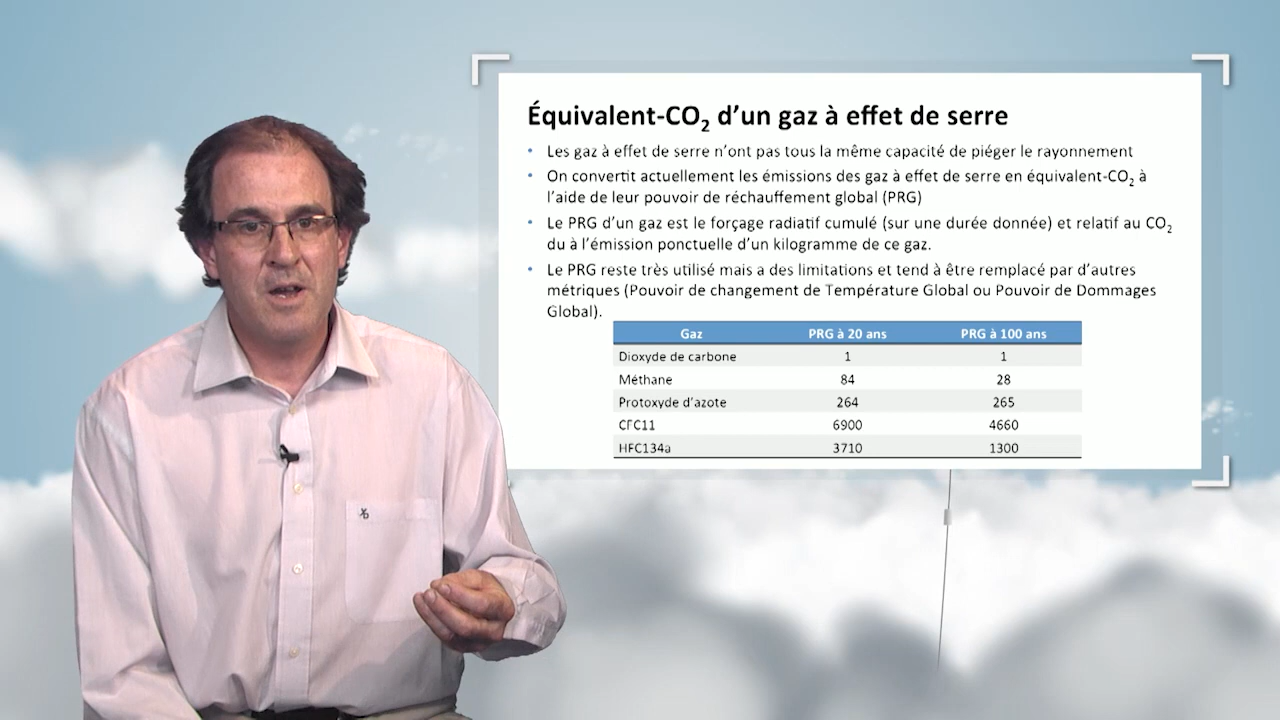 Équivalent-CO₂ d’un gaz à effet de serre
• Les gaz à effet de serre n’ont pas tous la même capacité de piéger le rayonnement
• On convertit actuellement les émissions des gaz à effet de serre en équivalent-CO₂ à
l’aide de leur pouvoir de réchauffement global (PRG)
• Le PRG d’un gaz est le forçage radiatif cumulé (sur une durée donnée) et relatif au CO₂
du à l’émission ponctuelle d’un kilogramme de ce gaz.
• Le PRG reste très utilisé mais a des limitations et tend à être remplacé par d’autres
métriques (Pouvoir de changement de Température Global ou Pouvoir de Dommages
Global).
Gaz PRG à 20 ans PRG à 100 ans
Dioxyde de carbone 1 1
Méthane 84 28
Protoxyde d’azote 264 265
CFC11 6900 4660
HFC134a 3710 1300